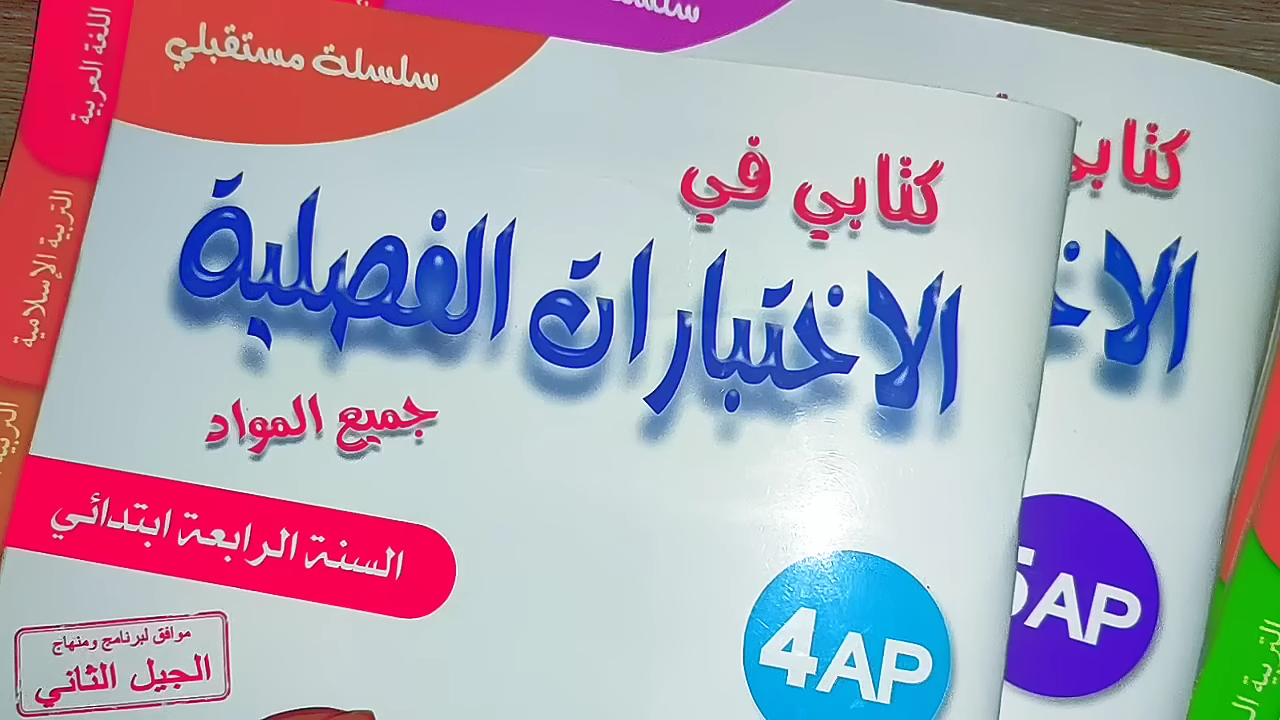 سلسلة مستقبلي
كتابي في
الاختبارات الفصلية
جميع المواد
السنة الرابعة ابتدائي
4AP
موافق لبرنامج ومنهاج
الجيل الثاني
اللغة العربية
التربية الإسلامية
كتابي
5AP